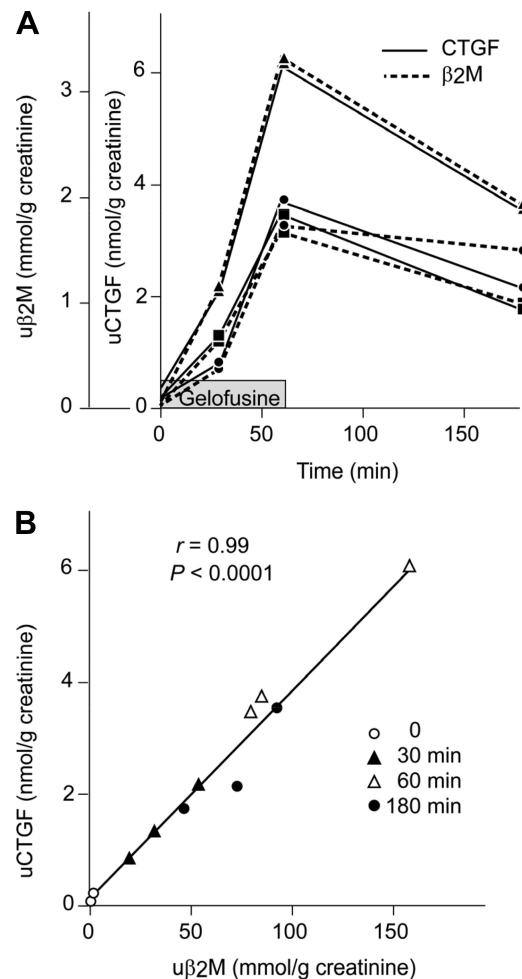 A
CTGF
β2M
uβ2M (mmol/g creatinine)
3
2
1
0
uCTGF (nmol/g creatinine)
6
4
2
0
Gelofusine
0 50 100 150
Time (min)
B
r = 0.99
P < 0.0001
uCTGF (nmol/g creatinine)
6
4
2
0
0
30 min
60 min
180 min
0 50 100 150
uβ2M (mmol/g creatinine)